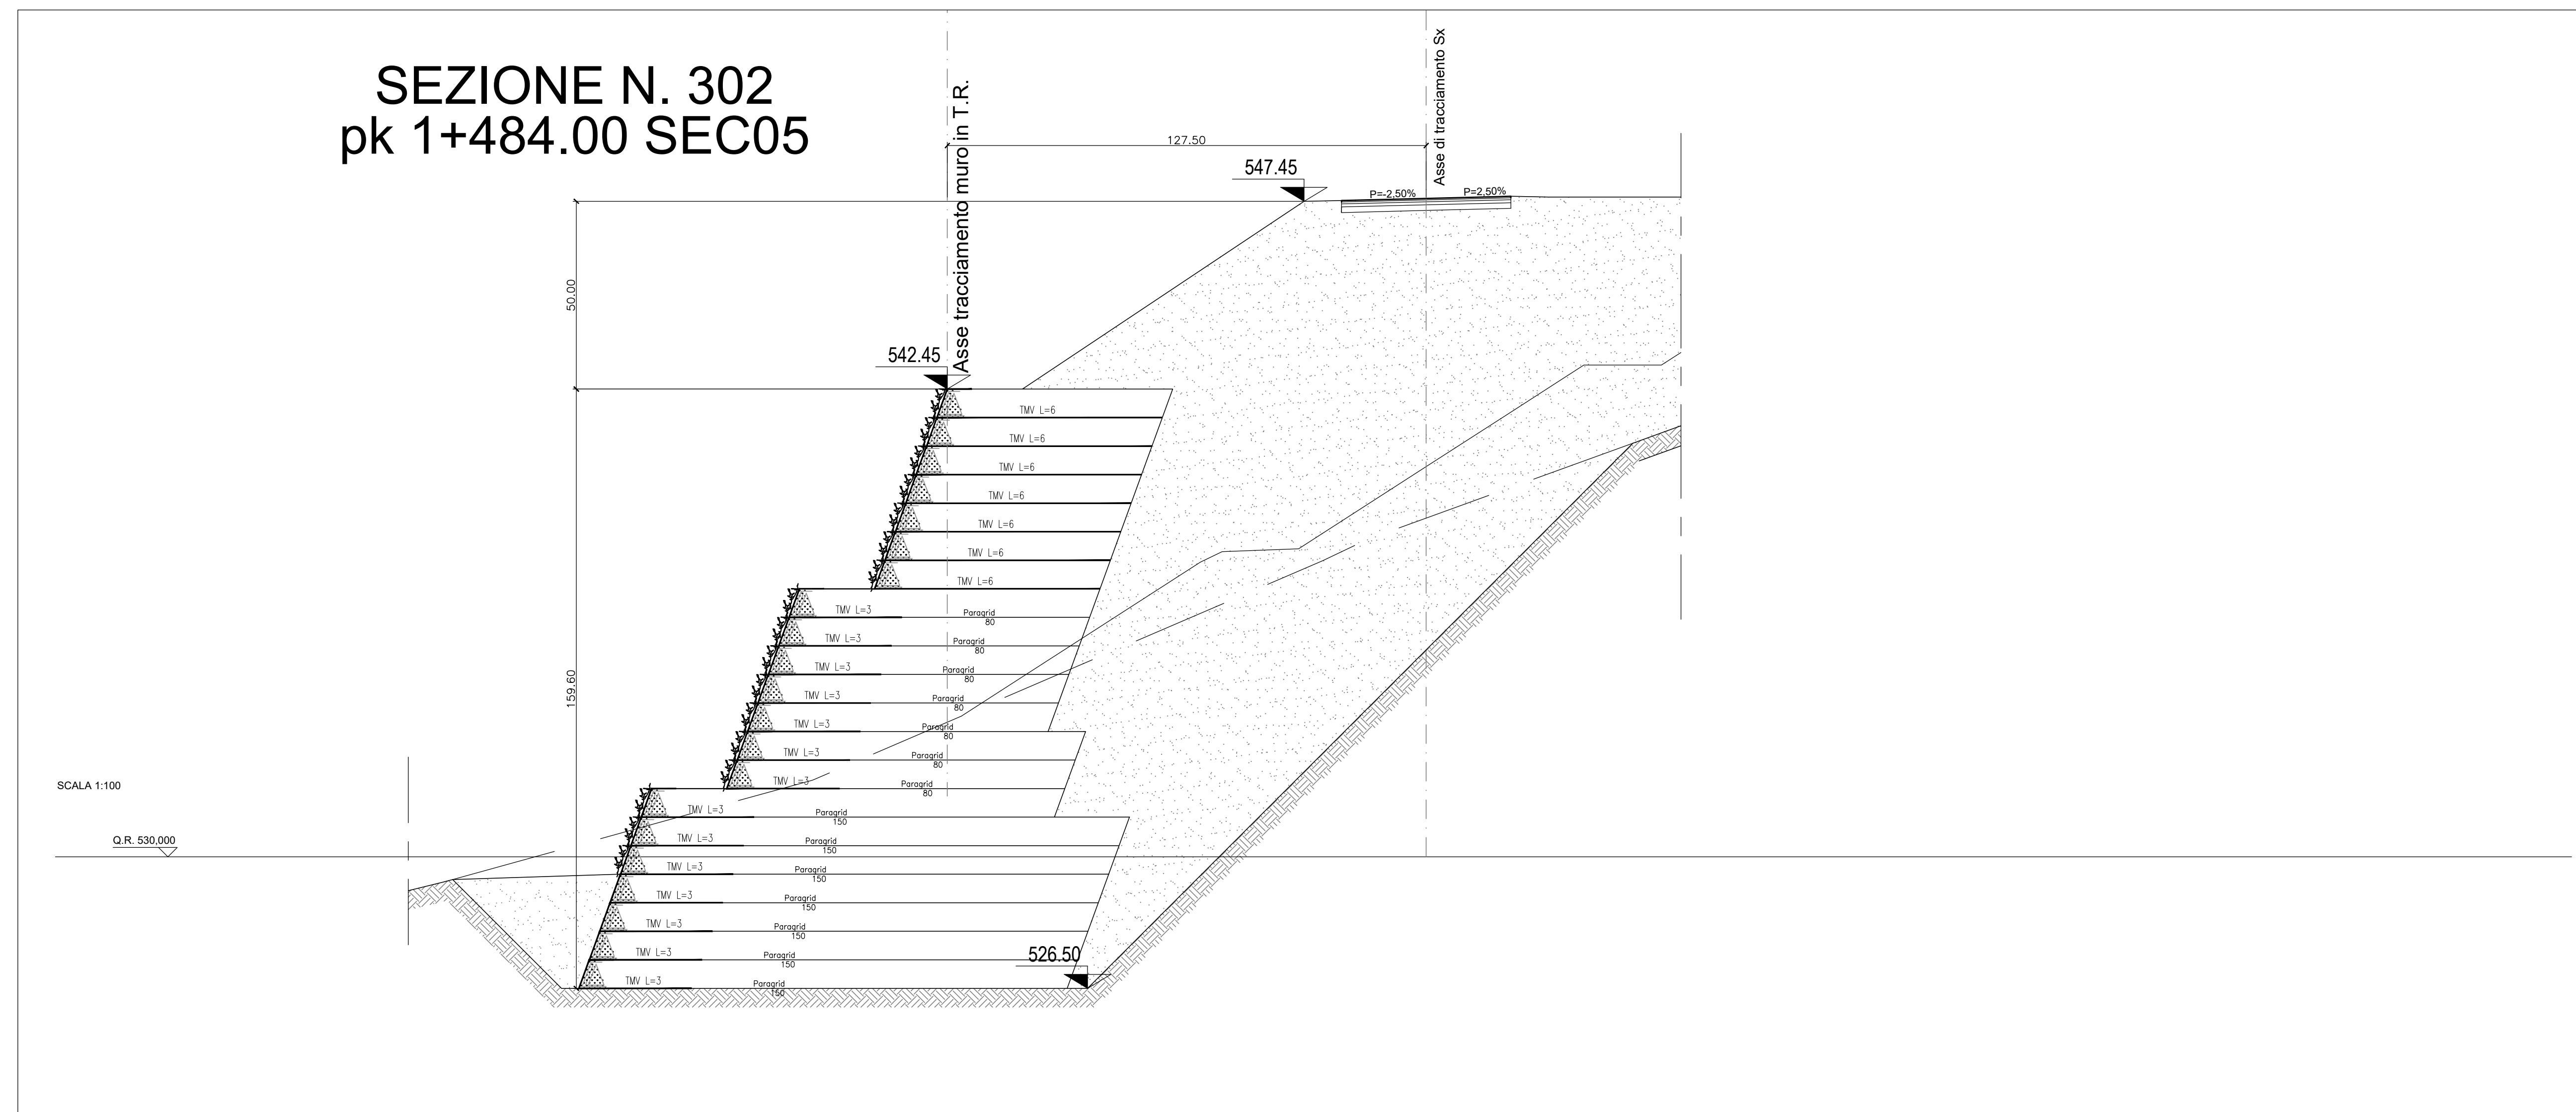 SEZIONE N. 302
pk 1+484.00 SEC05
Asse tracciamento muro in T.R.
Asse di tracciamento Sx
127.50
547.45
P=-2,50%
P=2,50%
50.00
542.45
TMV L=6
TMV L=6
TMV L=6
TMV L=6
TMV L=6
TMV L=6
TMV L=6
159.60
TMV L=3
Paragrid
80
TMV L=3
Paragrid
80
TMV L=3
Paragrid
80
TMV L=3
Paragrid
80
TMV L=3
Paragrid
80
TMV L=3
Paragrid
80
TMV L=3
Paragrid
80
SCALA 1:100
Q.R. 530,000
TMV L=3
Paragrid
150
TMV L=3
Paragrid
150
TMV L=3
Paragrid
150
TMV L=3
Paragrid
150
TMV L=3
Paragrid
150
TMV L=3
Paragrid
150
526.50
TMV L=3
Paragrid
150